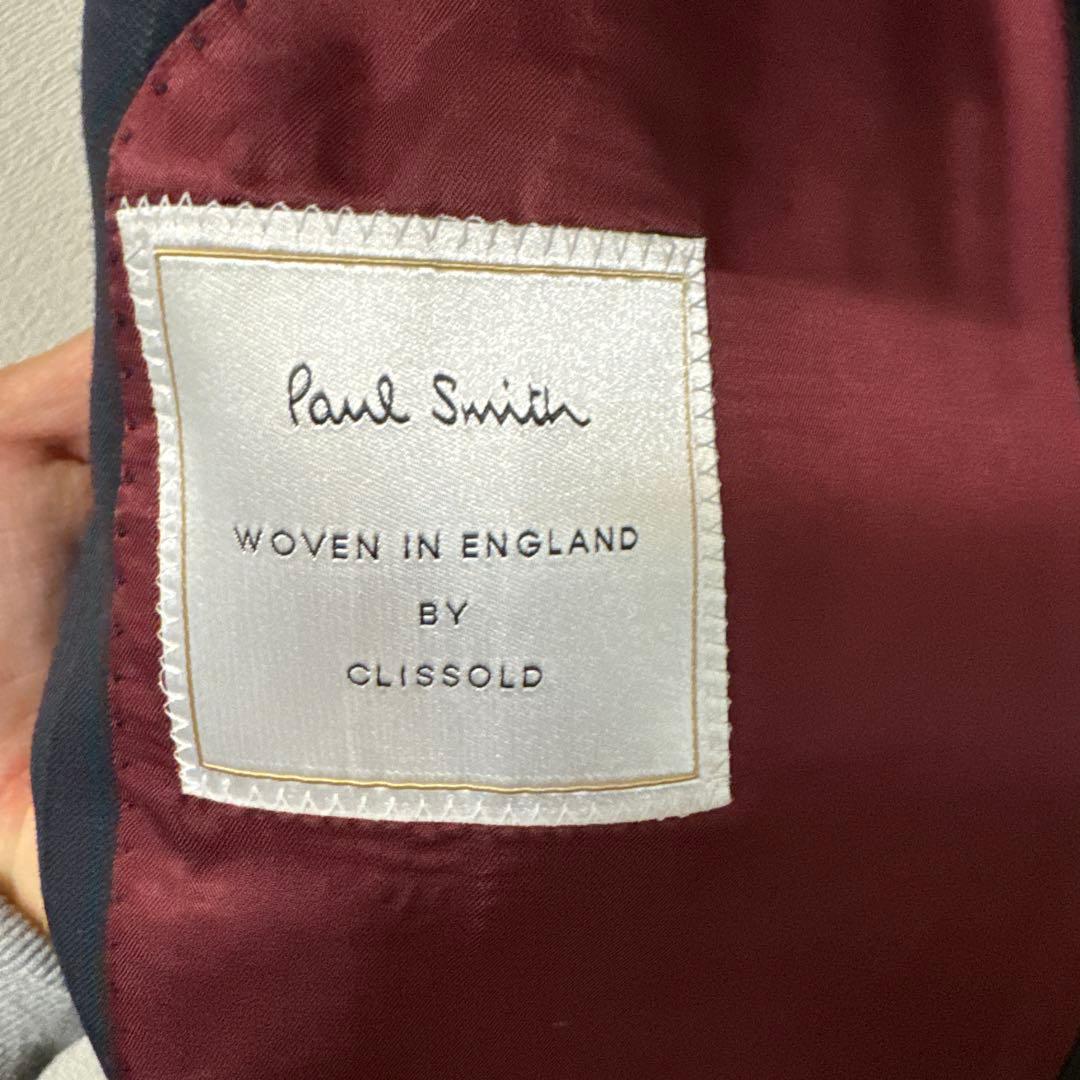 Paul Smith
WOVEN IN ENGLAND
BY
CLISSOLD